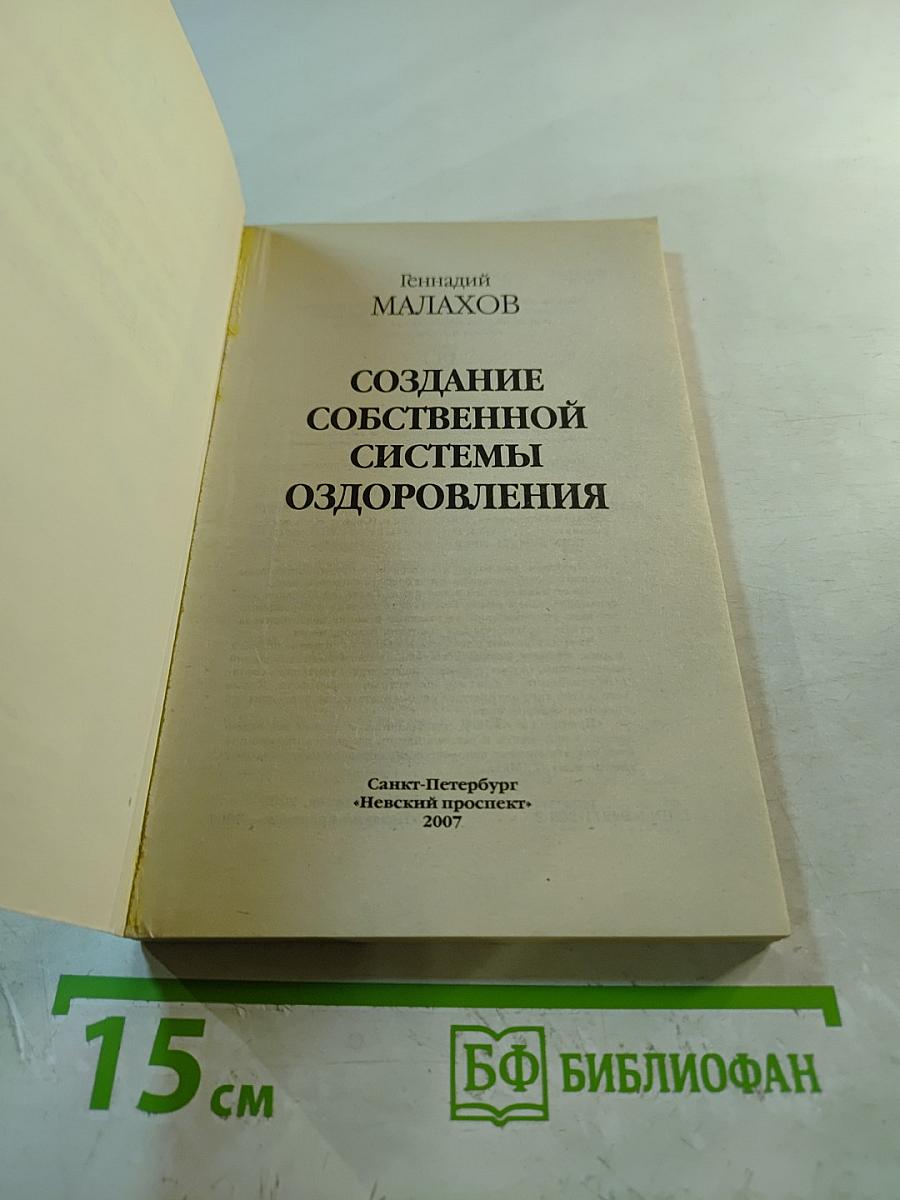 Геннадий
МАЛАХОВ
СОЗДАНИЕ
СОБСТВЕННОЙ
СИСТЕМЫ
ОЗДОРОВЛЕНИЯ
Санкт-Петербург
«Невский проспект»
2007
15 см
БФ БИБЛИОФАН